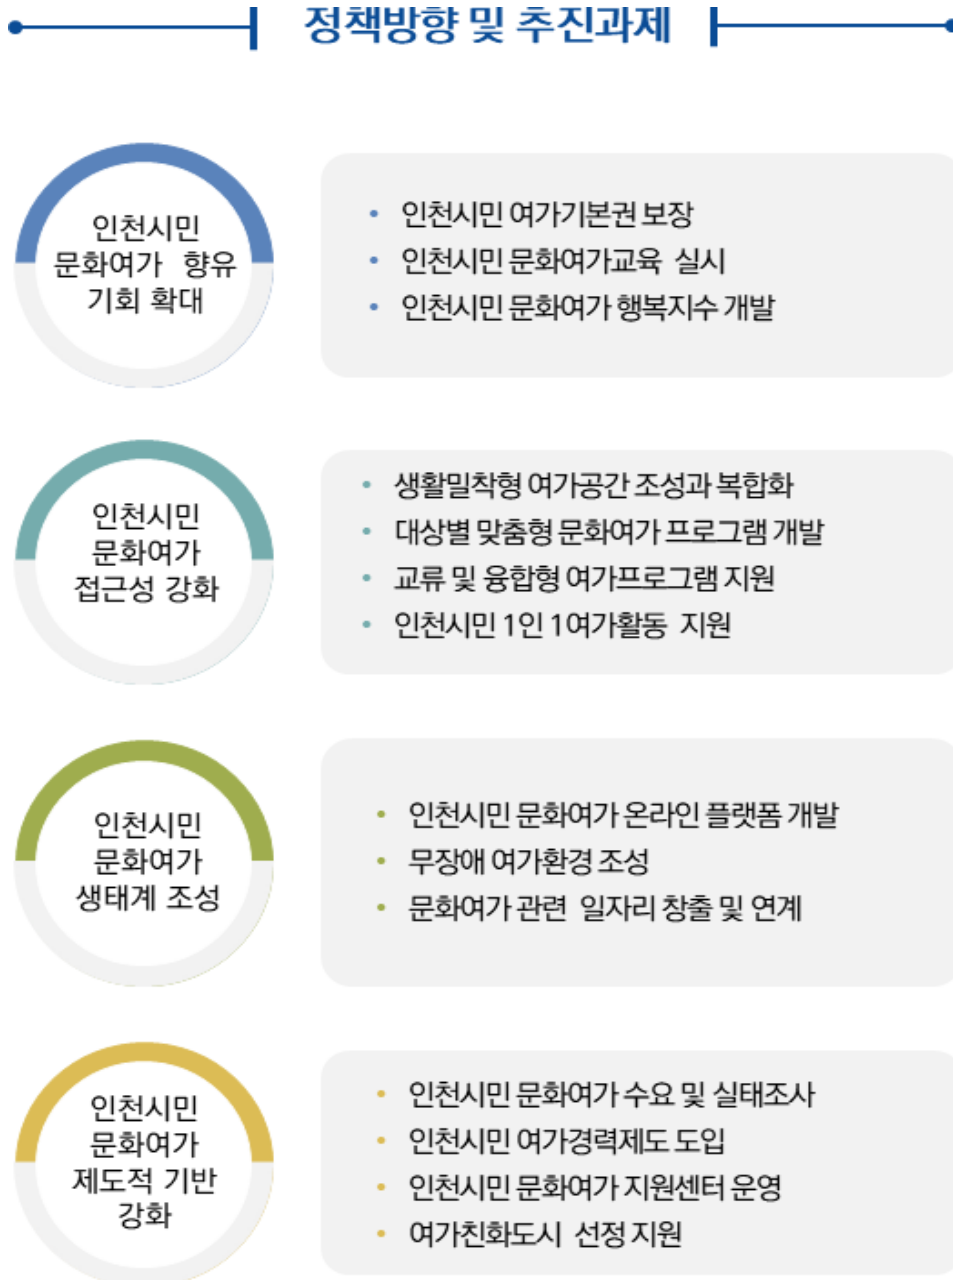 정책방향 및 추진과제
인천시민
문화여가 향유
기회 확대
• 인천시민 여가기본권 보장
• 인천시민 문화여가교육 실시
• 인천시민 문화여가 행복지수 개발
인천시민
문화여가
접근성 강화
• 생활밀착형 여가공간 조성과 복합화
• 대상별 맞춤형 문화여가 프로그램 개발
• 교류 및 융합형 여가프로그램 지원
• 인천시민 1인 1여가활동 지원
인천시민
문화여가
생태계 조성
• 인천시민 문화여가 온라인 플랫폼 개발
• 무장애 여가환경 조성
• 문화여가 관련 일자리 창출 및 연계
인천시민
문화여가
제도적 기반
강화
• 인천시민 문화여가 수요 및 실태조사
• 인천시민 여가경력제도 도입
• 인천시민 문화여가 지원센터 운영
• 여가친화도시 선정 지원